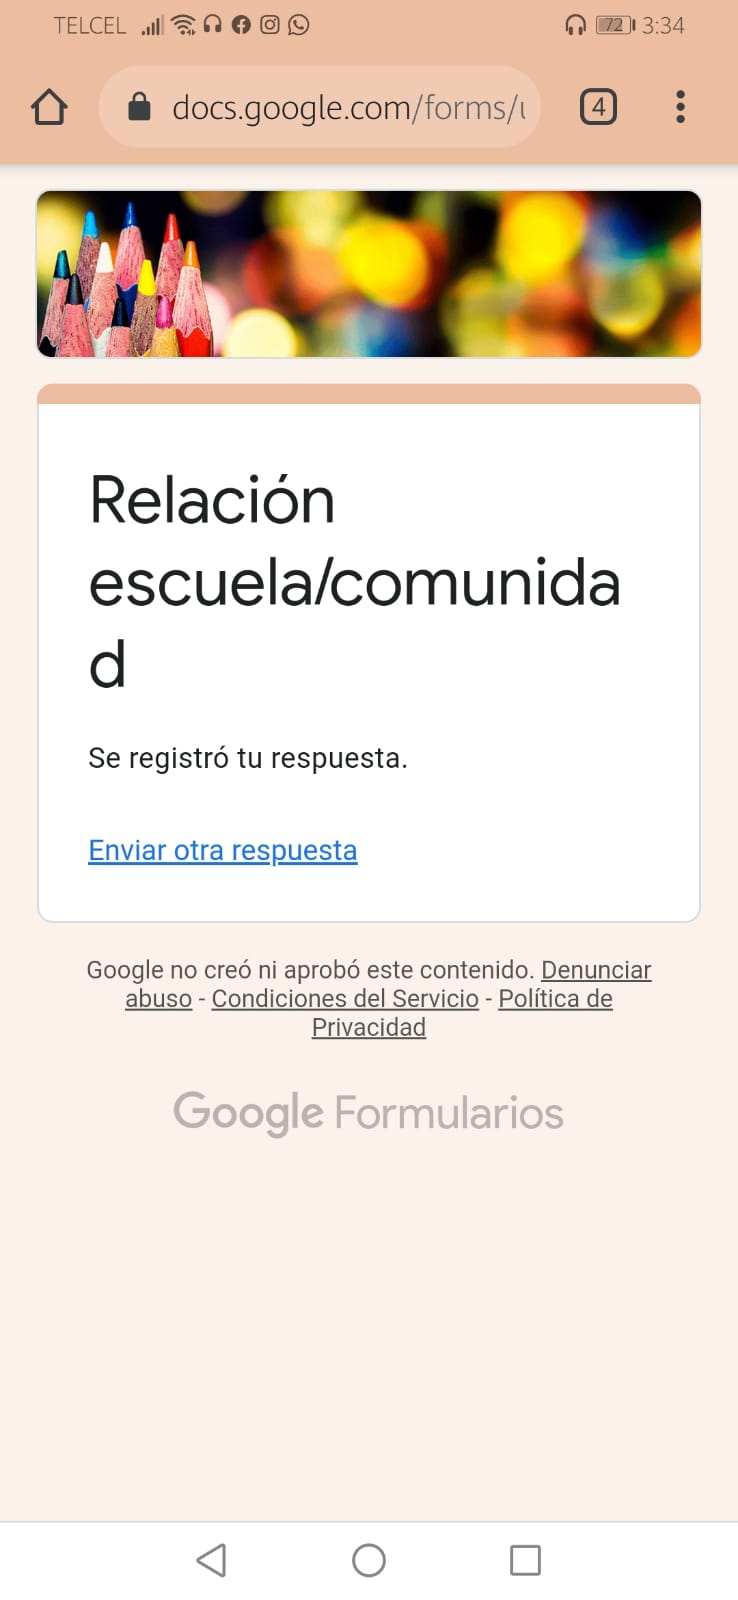 TELCEL 72 3:34
docs.google.com/forms/u 4
Relación
escuela/comunida
d
Se registró tu respuesta.
Enviar otra respuesta
Google no creó ni aprobó este contenido. Denunciar
abuso - Condiciones del Servicio - Política de
Privacidad
Google Formularios